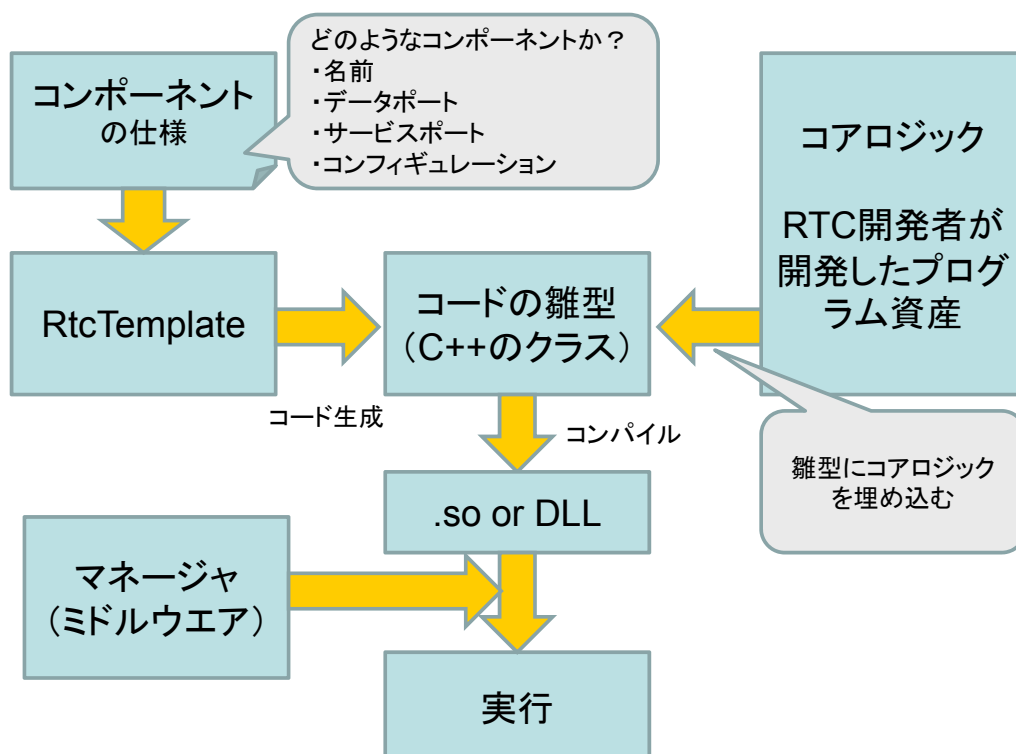 コンポーネント
の仕様
どのようなコンポーネントか？
・名前
・データポート
・サービスポート
・コンフィギュレーション
コアロジック
RTC開発者が
開発したプログ
ラム資産
RtcTemplate
コードの雛型
（C++のクラス）
コード生成
コンパイル
雛型にコアロジック
を埋め込む
.so or DLL
マネージャ
（ミドルウエア）
実行